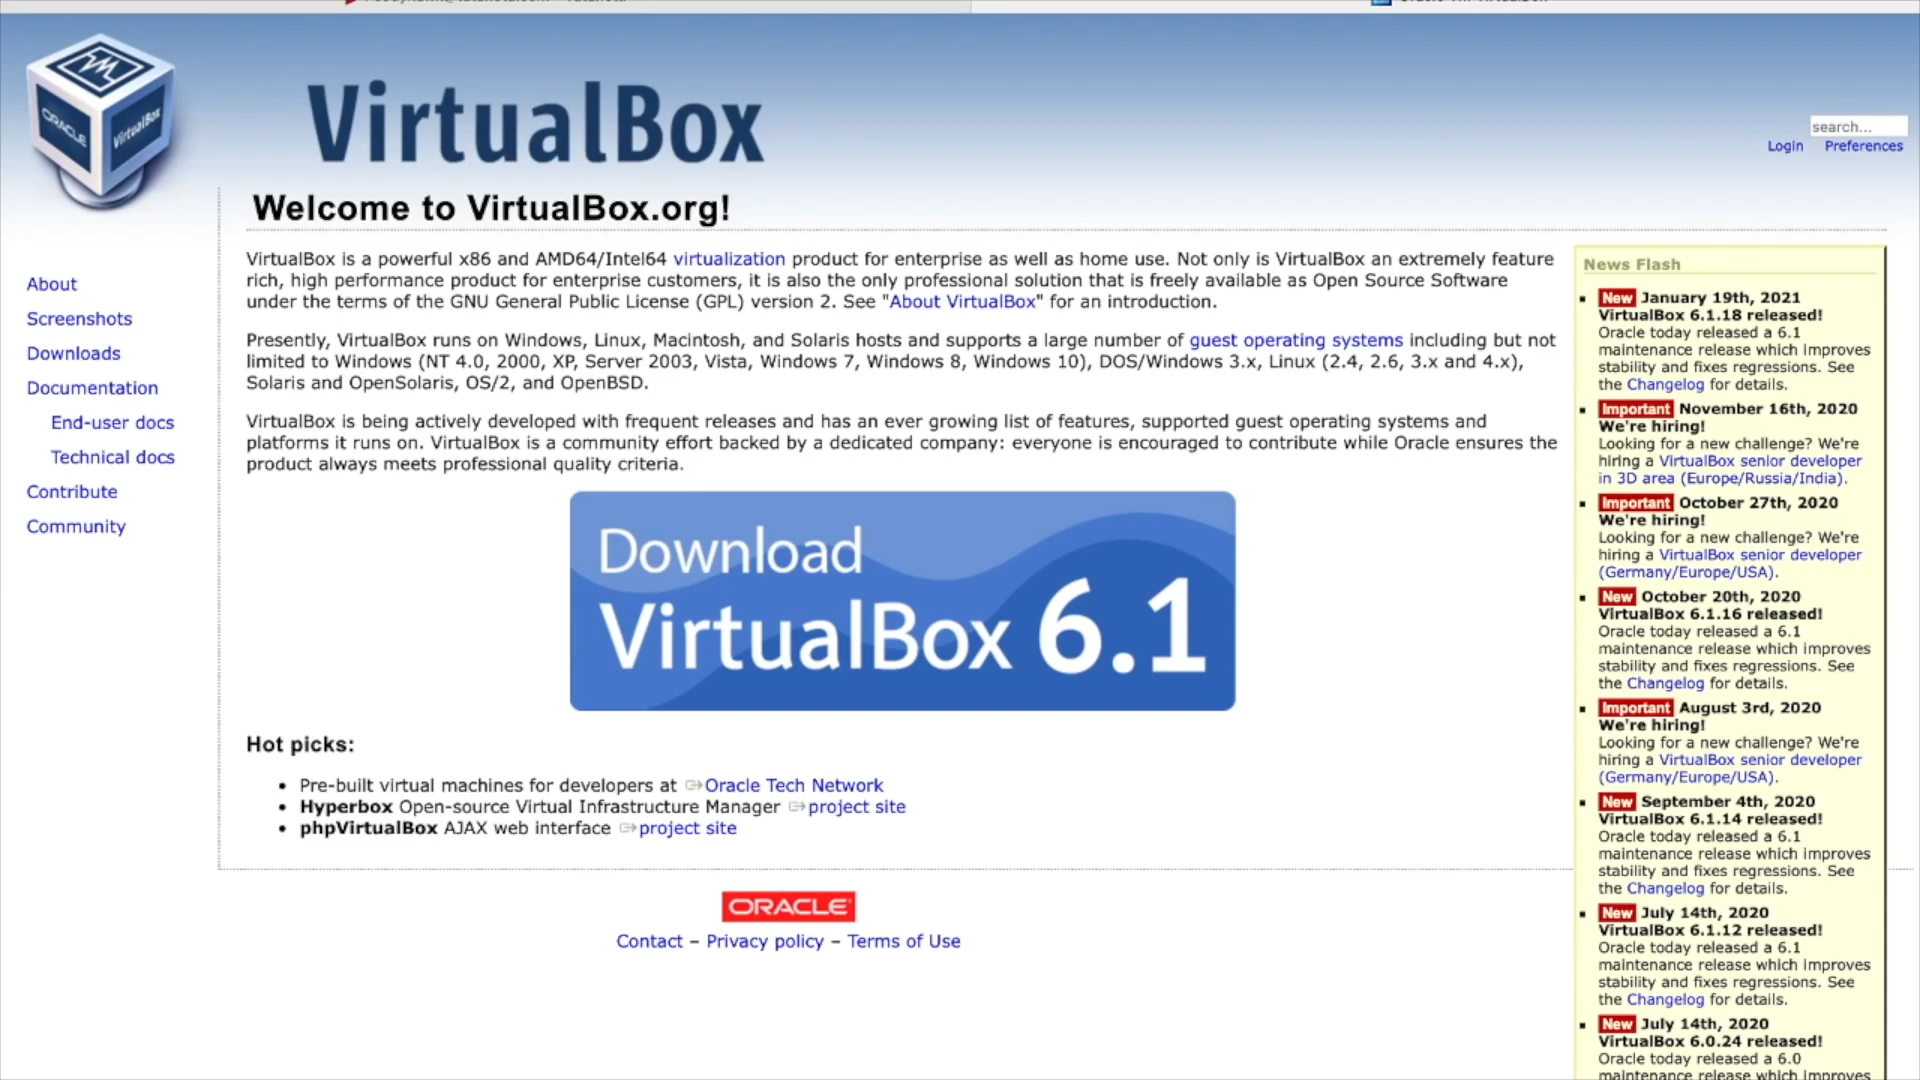 ORACLE
VirtualBox
VirtualBox
search...
Login
Preferences
Welcome to VirtualBox.org!
About
Screenshots
Downloads
Documentation
End-user docs
Technical docs
Contribute
Community
VirtualBox is a powerful x86 and AMD64/Intel64 virtualization product for enterprise as well as home use. Not only is VirtualBox an extremely feature
rich, high performance product for enterprise customers, it is also the only professional solution that is freely available as Open Source Software
under the terms of the GNU General Public License (GPL) version 2. See "About VirtualBox" for an introduction.
Presently, VirtualBox runs on Windows, Linux, Macintosh, and Solaris hosts and supports a large number of guest operating systems including but not
limited to Windows (NT 4.0, 2000, XP, Server 2003, Vista, Windows 7, Windows 8, Windows 10), DOS/Windows 3.x, Linux (2.4, 2.6, 3.x and 4.x),
Solaris and OpenSolaris, OS/2, and OpenBSD.
VirtualBox is being actively developed with frequent releases and has an ever growing list of features, supported guest operating systems and
platforms it runs on. VirtualBox is a community effort backed by a dedicated company: everyone is encouraged to contribute while Oracle ensures the
product always meets professional quality criteria.
Download
VirtualBox 6.1
Hot picks:
Pre-built virtual machines for developers at Oracle Tech Network
Hyperbox Open-source Virtual Infrastructure Manager project site
phpVirtualBox AJAX web interface project site
ORACLE
Contact – Privacy policy – Terms of Use
News Flash
New January 19th, 2021
VirtualBox 6.1.18 released!
Oracle today released a 6.1
maintenance release which improves
stability and fixes regressions. See
the Changelog for details.
Important November 16th, 2020
We're hiring!
Looking for a new challenge? We're
hiring a VirtualBox senior developer
in 3D area (Europe/Russia/India).
Important October 27th, 2020
We're hiring!
Looking for a new challenge? We're
hiring a VirtualBox senior developer
(Germany/Europe/USA).
New October 20th, 2020
VirtualBox 6.1.16 released!
Oracle today released a 6.1
maintenance release which improves
stability and fixes regressions. See
the Changelog for details.
Important August 3rd, 2020
We're hiring!
Looking for a new challenge? We're
hiring a VirtualBox senior developer
(Germany/Europe/USA).
New September 4th, 2020
VirtualBox 6.1.14 released!
Oracle today released a 6.1
maintenance release which improves
stability and fixes regressions. See
the Changelog for details.
New July 14th, 2020
VirtualBox 6.1.12 released!
Oracle today released a 6.1
maintenance release which improves
stability and fixes regressions. See
the Changelog for details.
New July 14th, 2020
VirtualBox 6.0.24 released!
Oracle today released a 6.0
maintenance release which improves